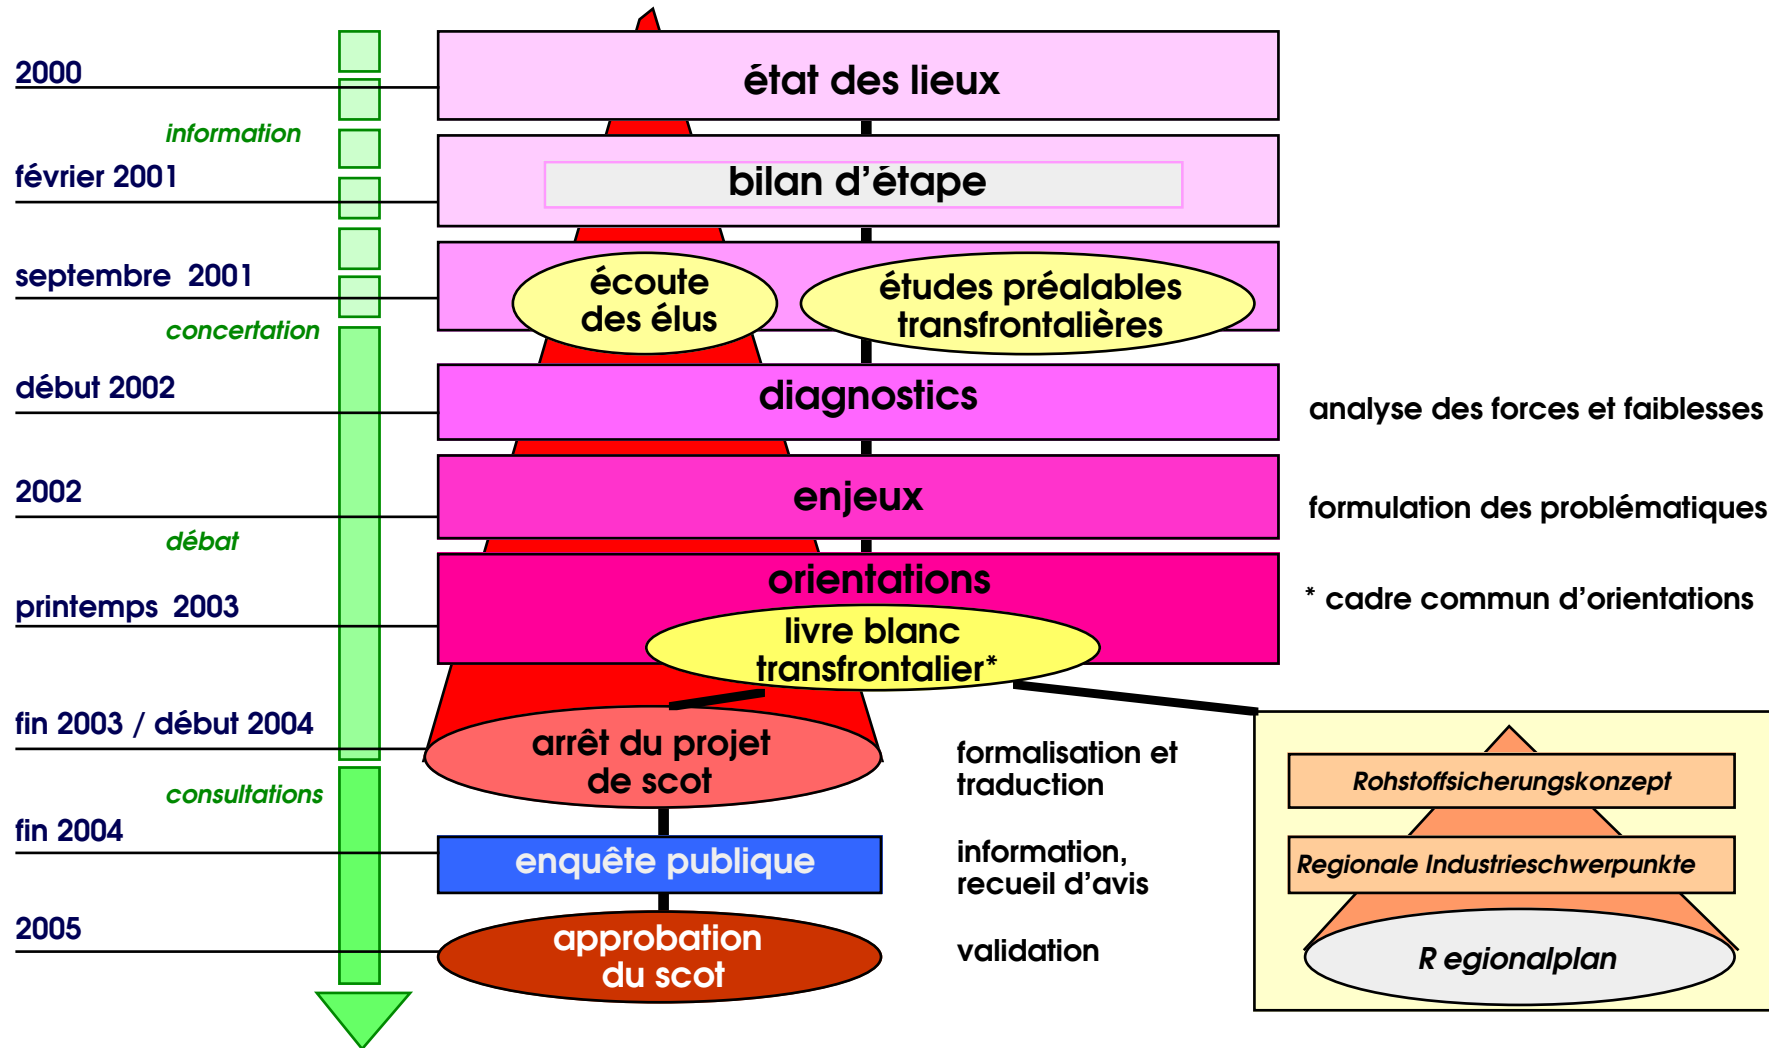 2000
état des lieux
information
février 2001
bilan d’étape
septembre 2001
écoute
des élus
études préalables
transfrontalières
concertation
début 2002
diagnostics
analyse des forces et faiblesses
2002
enjeux
formulation des problématiques
débat
printemps 2003
orientations
* cadre commun d’orientations
livre blanc
transfrontalier*
fin 2003 / début 2004
arrêt du projet
de scot
formalisation et
traduction
consultations
fin 2004
enquête publique
information,
recueil d’avis
2005
approbation
du scot
validation
Rohstoffsicherungskonzept
Regionale Industrieschwerpunkte
R egionalplan